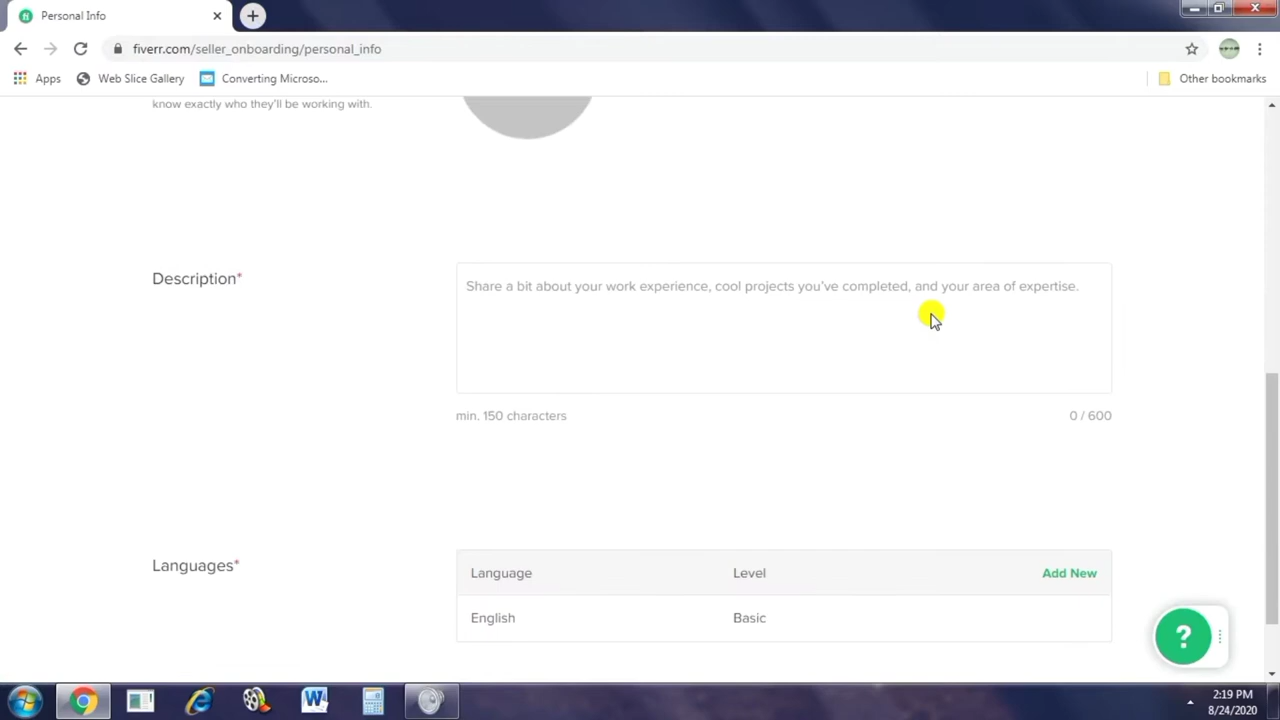 Personal Info
fiverr.com/seller_onboarding/personal_info
Apps Web Slice Gallery Converting Microso... Other bookmarks
know exactly who they'll be working with.
Description*
Share a bit about your work experience, cool projects you've completed, and your area of expertise.
min. 150 characters 0 / 600
Languages*
Language Level Add New
English Basic
?
2:19 PM
8/24/2020